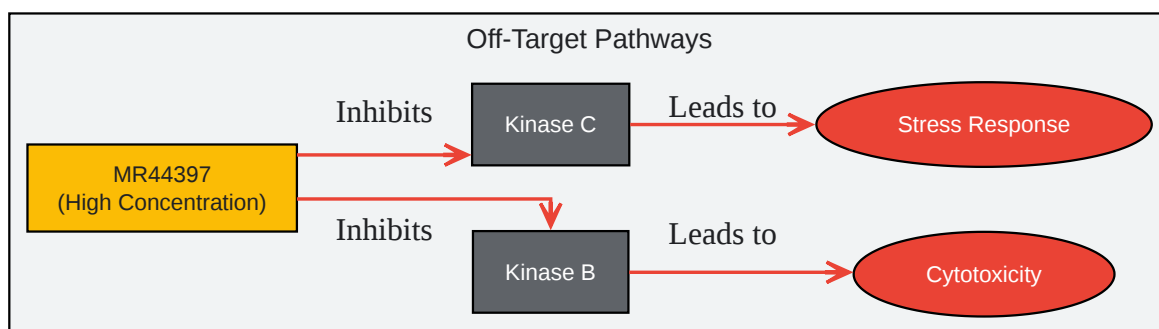 Off-Target Pathways
Inhibits
Kinase C
Leads to
Stress Response
MR44397
(High Concentration)
Inhibits
Kinase B
Leads to
Cytotoxicity